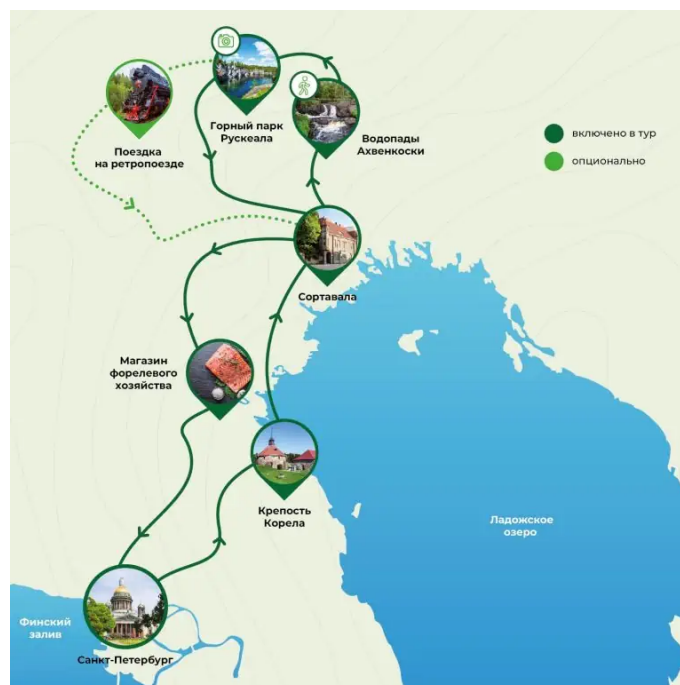 Поездка
на ретропоезде
Горный парк
Рускеала
Водопады
Ахвенкоски
включено в тур
опционально
Сортавала
Магазин
форелевого
хозяйства
Крепость
Корела
Ладожское
озеро
Финский
залив
Санкт-Петербург